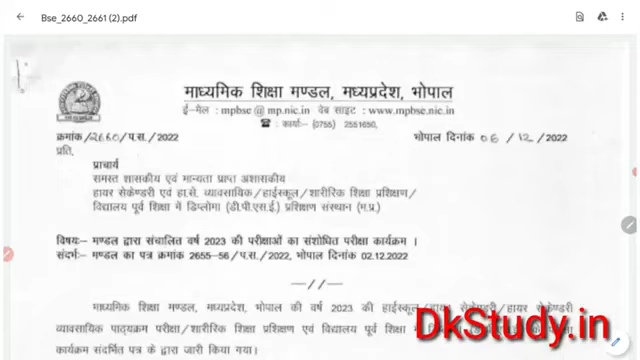 Bse_2660_2661 (2).pdf
माध्यमिक शिक्षा मण्डल, मध्यप्रदेश, भोपाल
ई-मेल : mpbse@mp.nic.in वेब साइट : www.mpbse.nic.in
☎ : कार्या:-(0755) 2551650,
क्रमांक/2660/प.स./2022 भोपाल दिनांक 06/12/2022
प्रति,
प्राचार्य
समस्त शासकीय एवं मान्यता प्राप्त अशासकीय
हायर सेकेण्डरी एवं हा.से. व्यावसायिक/हाईस्कूल/शारीरिक शिक्षा प्रशिक्षण/
विद्यालय पूर्व शिक्षा में डिप्लोमा (डी.पी.एस.ई.) प्रशिक्षण संस्थान (म.प्र.)
विषय:- मण्डल द्वारा संचालित वर्ष 2023 की परीक्षाओं का संशोधित परीक्षा कार्यक्रम ।
संदर्भ:- मण्डल का पत्र क्रमांक 2655-56/प.स./2022, भोपाल दिनांक 02.12.2022
-//-
माध्यमिक शिक्षा मण्डल, मध्यप्रदेश, भोपाल की वर्ष 2023 की हाईस्कूल/हायर सेकेण्डरी/हायर सेकेण्डरी
व्यावसायिक पाठ्यक्रम परीक्षा/शारीरिक शिक्षा प्रशिक्षण एवं विद्यालय पूर्व शिक्षा
कार्यक्रम संदर्भित पत्र के द्वारा जारी किया गया।
DkStudy.in